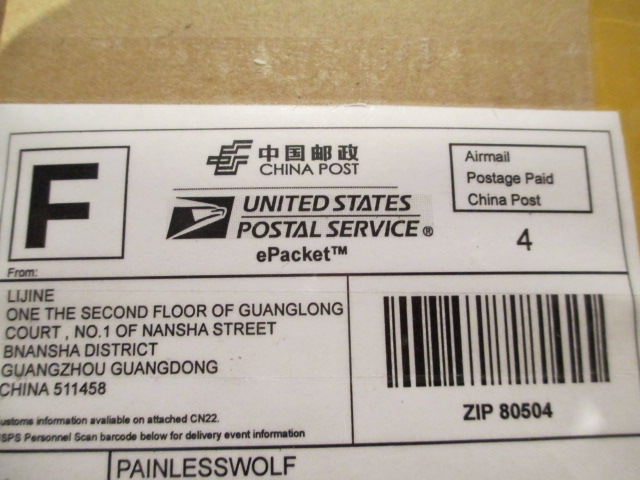 F
中国邮政
CHINA POST
UNITED STATES
POSTAL SERVICE®
ePacket™
Airmail
Postage Paid
China Post
4
From:
LIJINE
ONE THE SECOND FLOOR OF GUANGLONG
COURT , NO.1 OF NANSHA STREET
BNANSHA DISTRICT
GUANGZHOU GUANGDONG
CHINA 511458
ustoms information avaliable on attached CN22.
SPS Personnel Scan barcode below for delivery event information
ZIP 80504
PAINLESSWOLF